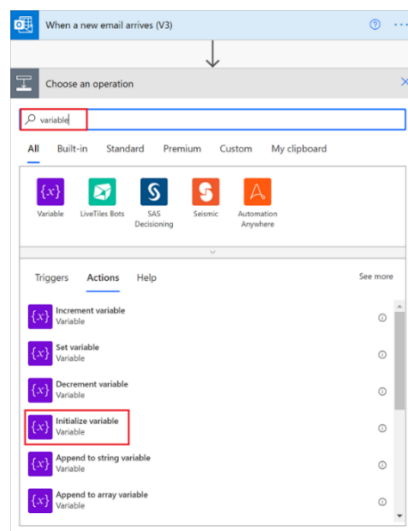 When a new email arrives (V3)
Choose an operation
variable
All Built-in Standard Premium Custom My clipboard
Variable LiveTiles Bots SAS Decisioning Seismic Automation Anywhere
Triggers Actions Help See more
{x} Increment variable
Variable
{x} Set variable
Variable
{x} Decrement variable
Variable
{x} Initialize variable
Variable
{x} Append to string variable
Variable
{x} Append to array variable
Variable